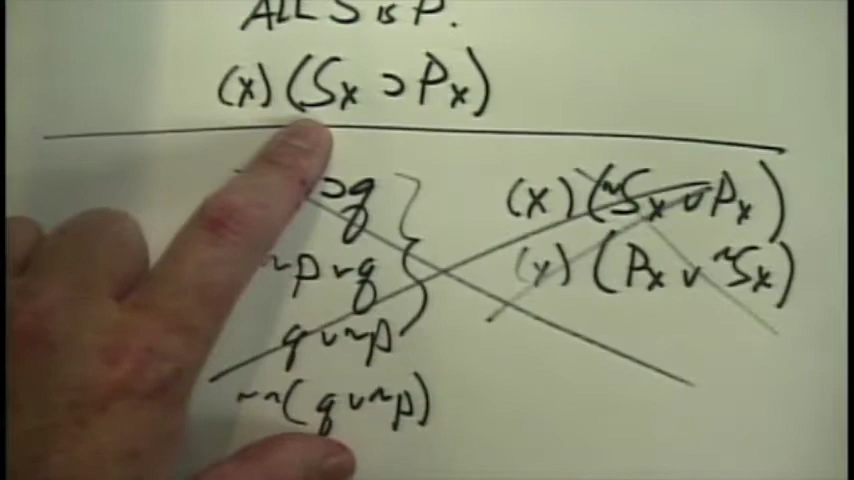 ALL S is P.
(x) (Sx ⊃ Px)
⊃ q
~p ∨ q
q ∨ ~p
~~(q ∨ ~p)
(x) (~Sx ∨ Px)
(x) (Px ∨ ~Sx)